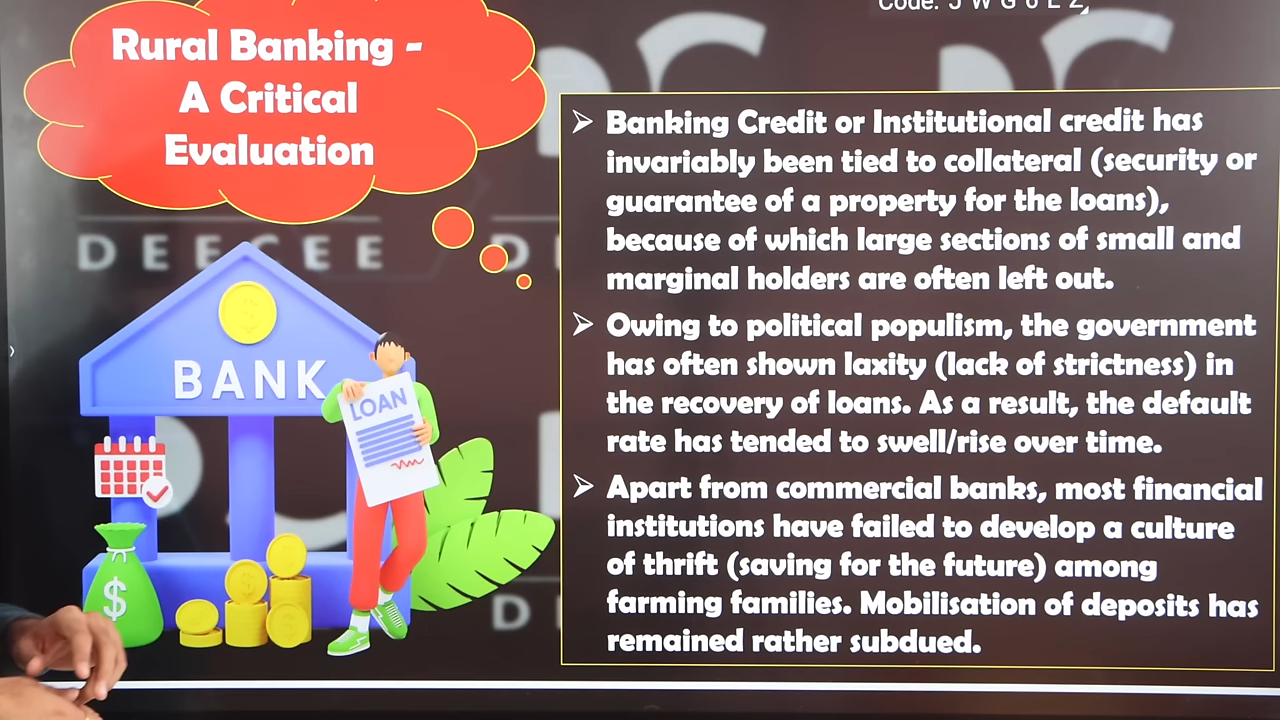 Code: J W G 6 E Z
Rural Banking -
A Critical
Evaluation
DEECEE
D
BANK
LOAN
$
D
➢ Banking Credit or Institutional credit has
invariably been tied to collateral (security or
guarantee of a property for the loans),
because of which large sections of small and
marginal holders are often left out.
➢ Owing to political populism, the government
has often shown laxity (lack of strictness) in
the recovery of loans. As a result, the default
rate has tended to swell/rise over time.
➢ Apart from commercial banks, most financial
institutions have failed to develop a culture
of thrift (saving for the future) among
farming families. Mobilisation of deposits has
remained rather subdued.